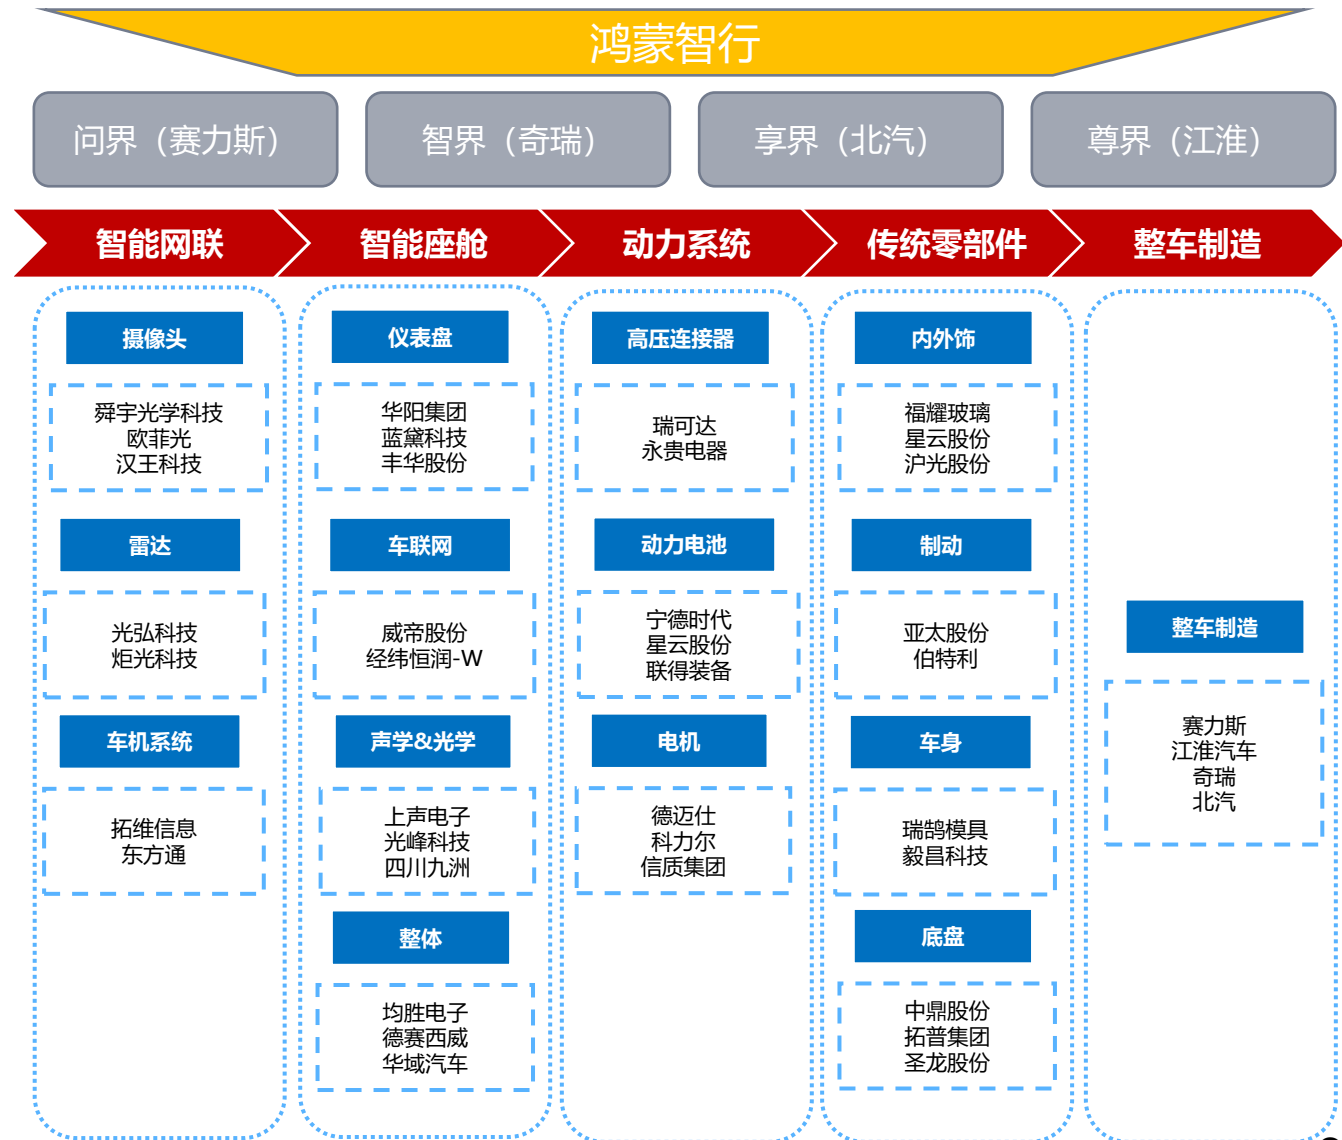 鸿蒙智行
问界（赛力斯）
智界（奇瑞）
享界（北汽）
尊界（江淮）
智能网联
智能座舱
动力系统
传统零部件
整车制造
摄像头
舜宇光学科技
欧菲光
汉王科技
雷达
光弘科技
炬光科技
车机系统
拓维信息
东方通
仪表盘
华阳集团
蓝黛科技
丰华股份
车联网
威帝股份
经纬恒润-W
声学&光学
上声电子
光峰科技
四川九洲
整体
均胜电子
德赛西威
华域汽车
高压连接器
瑞可达
永贵电器
动力电池
宁德时代
星云股份
联得装备
电机
德迈仕
科力尔
信质集团
内外饰
福耀玻璃
星云股份
沪光股份
制动
亚太股份
伯特利
车身
瑞鹄模具
毅昌科技
底盘
中鼎股份
拓普集团
圣龙股份
整车制造
赛力斯
江淮汽车
奇瑞
北汽